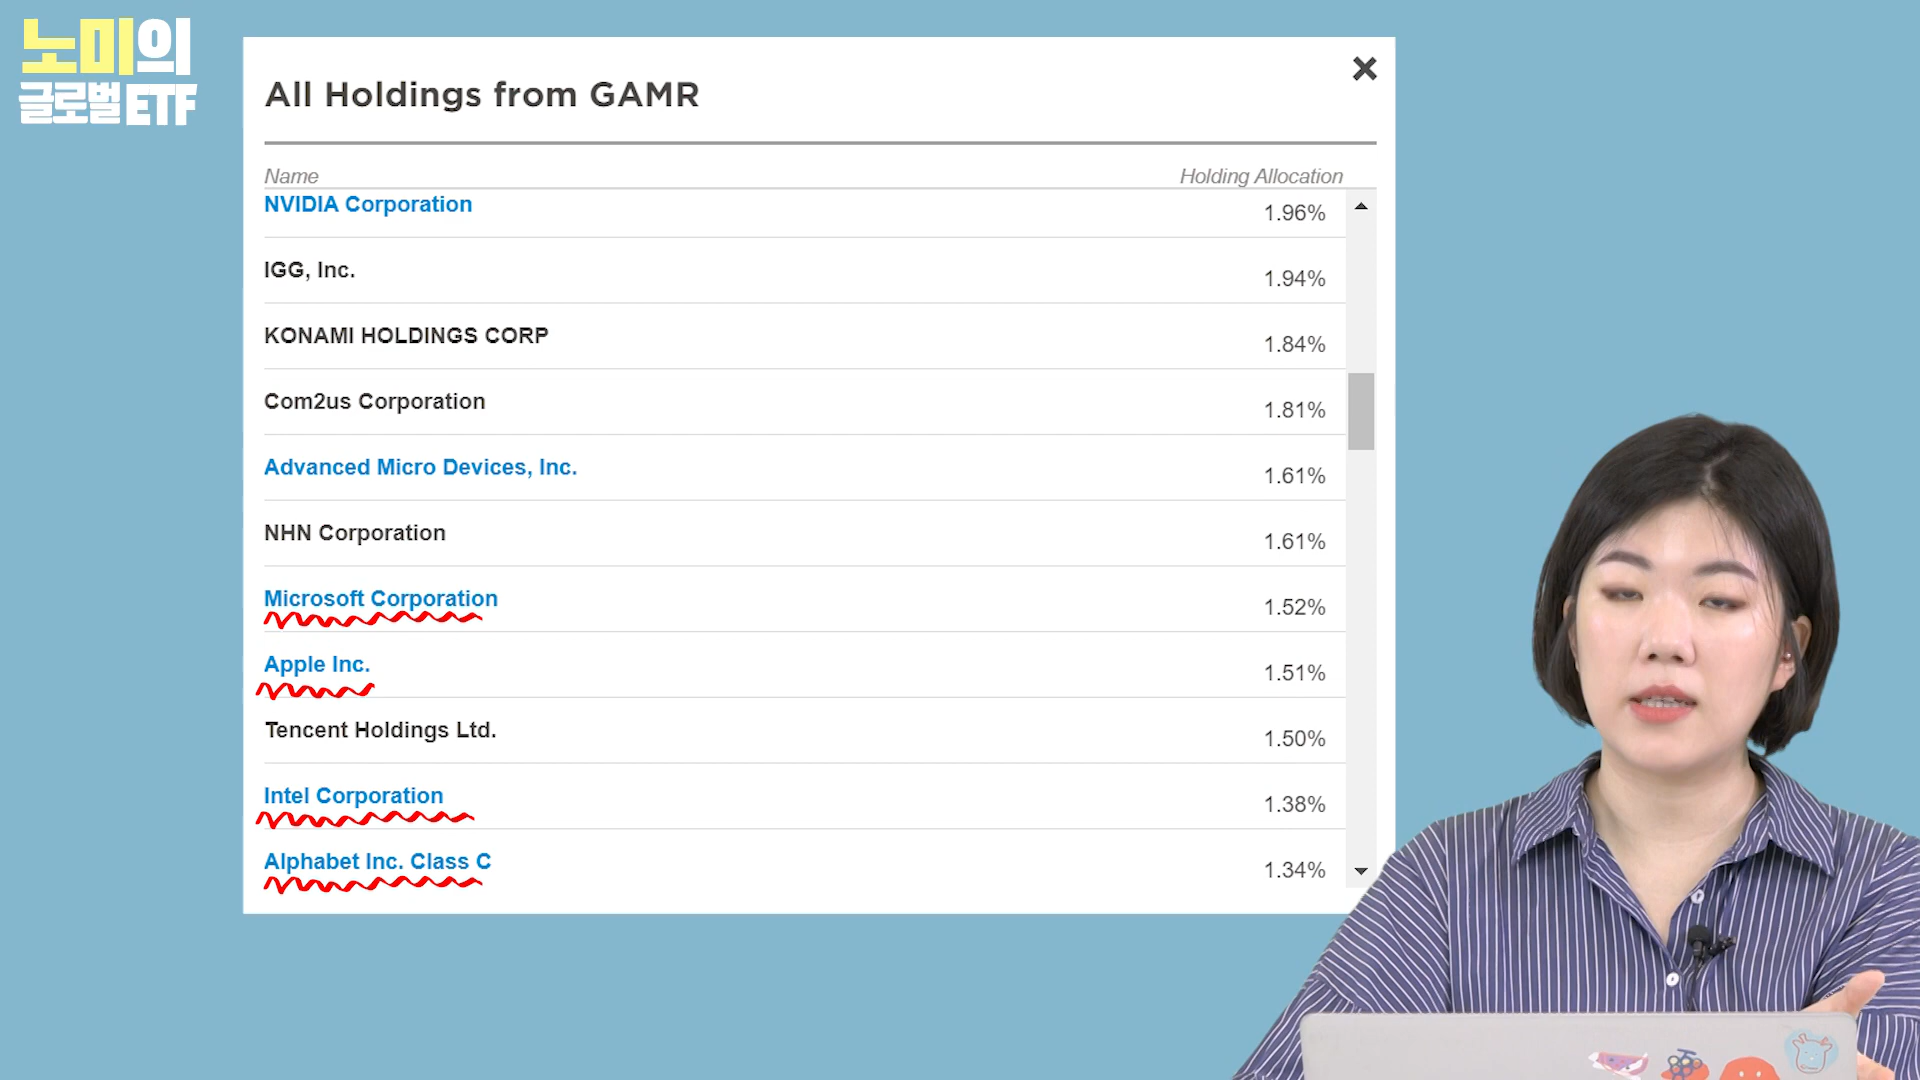 노미의
글로벌 ETF
All Holdings from GAMR
Name Holding Allocation
NVIDIA Corporation 1.96%
IGG, Inc. 1.94%
KONAMI HOLDINGS CORP 1.84%
Com2us Corporation 1.81%
Advanced Micro Devices, Inc. 1.61%
NHN Corporation 1.61%
Microsoft Corporation 1.52%
Apple Inc. 1.51%
Tencent Holdings Ltd. 1.50%
Intel Corporation 1.38%
Alphabet Inc. Class C 1.34%